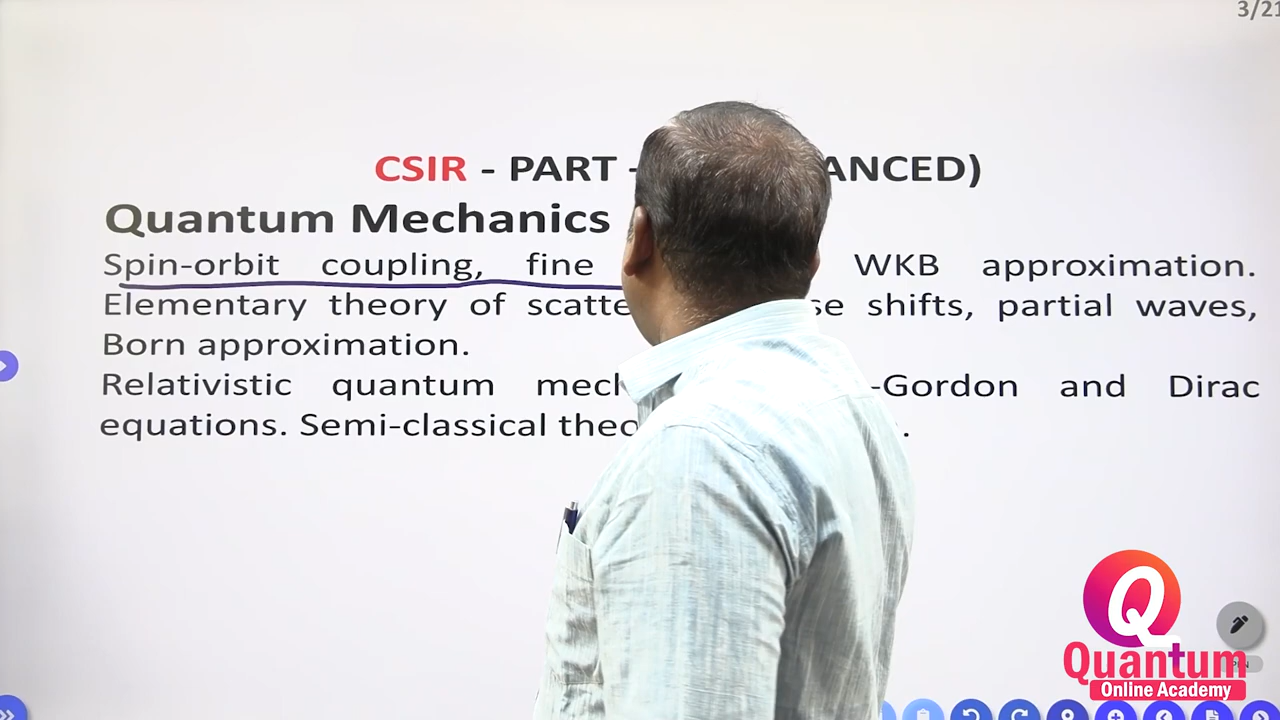 3/21
CSIR - PART - ANCED)
Quantum Mechanics
Spin-orbit coupling, fine WKB approximation.
Elementary theory of scatte se shifts, partial waves,
Born approximation.
Relativistic quantum mech -Gordon and Dirac
equations. Semi-classical theo .
Q
Quantum
Online Academy